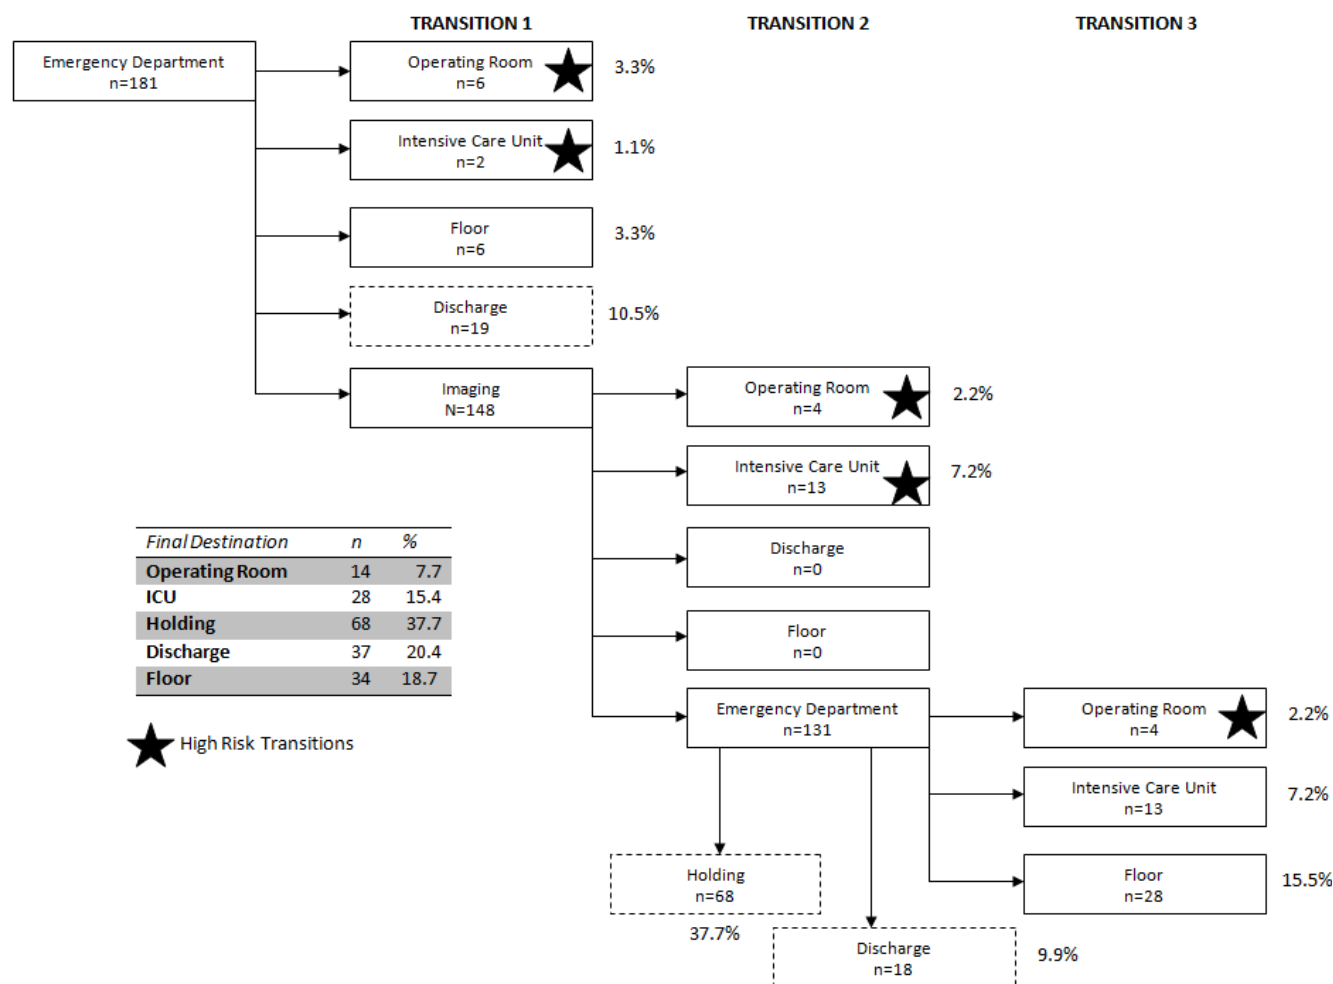 TRANSITION 1
TRANSITION 2
TRANSITION 3
Emergency Department
n=181
Operating Room
n=6
3.3%
Intensive Care Unit
n=2
1.1%
Floor
n=6
3.3%
Discharge
n=19
10.5%
Imaging
N=148
Operating Room
n=4
2.2%
Intensive Care Unit
n=13
7.2%
Discharge
n=0
Floor
n=0
Emergency Department
n=131
Operating Room
n=4
2.2%
Intensive Care Unit
n=13
7.2%
Floor
n=28
15.5%
Holding
n=68
37.7%
Discharge
n=18
9.9%
Final Destination n %
Operating Room 14 7.7
ICU 28 15.4
Holding 68 37.7
Discharge 37 20.4
Floor 34 18.7
High Risk Transitions